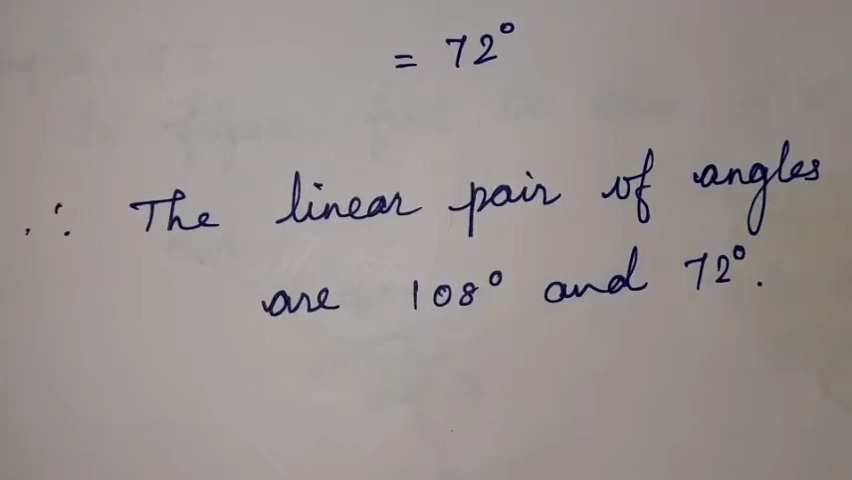 = 72°
∴ The linear pair of angles
are 108° and 72°.